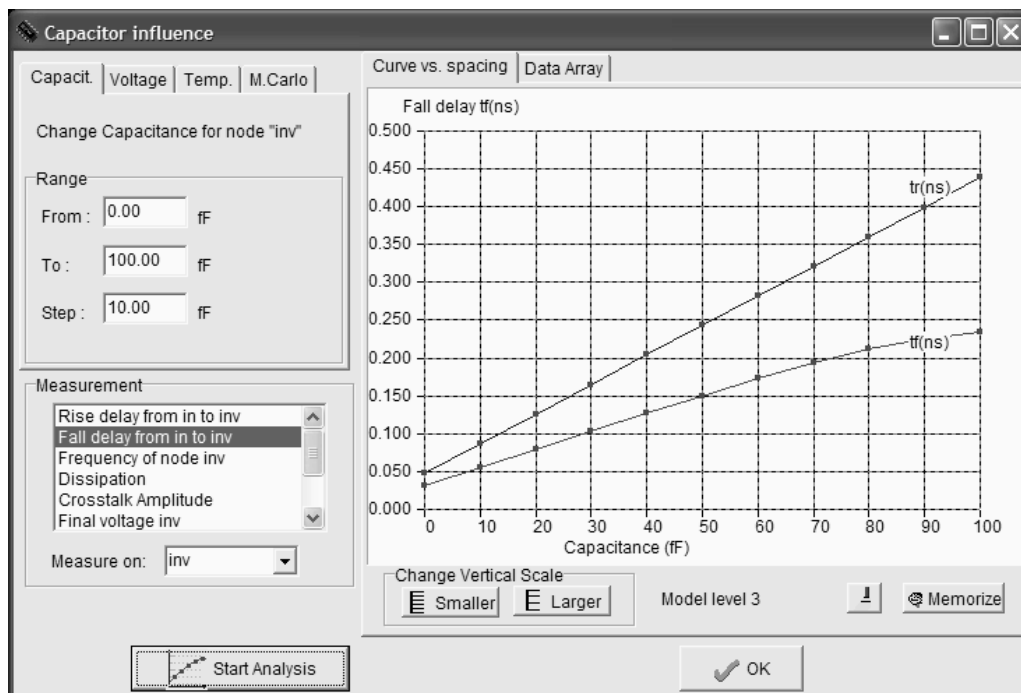 Capacitor influence
Capacit. Voltage Temp. M.Carlo
Change Capacitance for node "inv"
Range
From : 0.00 fF
To : 100.00 fF
Step : 10.00 fF
Measurement
Rise delay from in to inv
Fall delay from in to inv
Frequency of node inv
Dissipation
Crosstalk Amplitude
Final voltage inv
Measure on: inv
Start Analysis
Curve vs. spacing Data Array
Fall delay tf(ns)
0.500
0.450
0.400
0.350
0.300
0.250
0.200
0.150
0.100
0.050
0.000
tr(ns)
tf(ns)
0 10 20 30 40 50 60 70 80 90 100
Capacitance (fF)
Change Vertical Scale
Smaller Larger
Model level 3
Memorize
OK